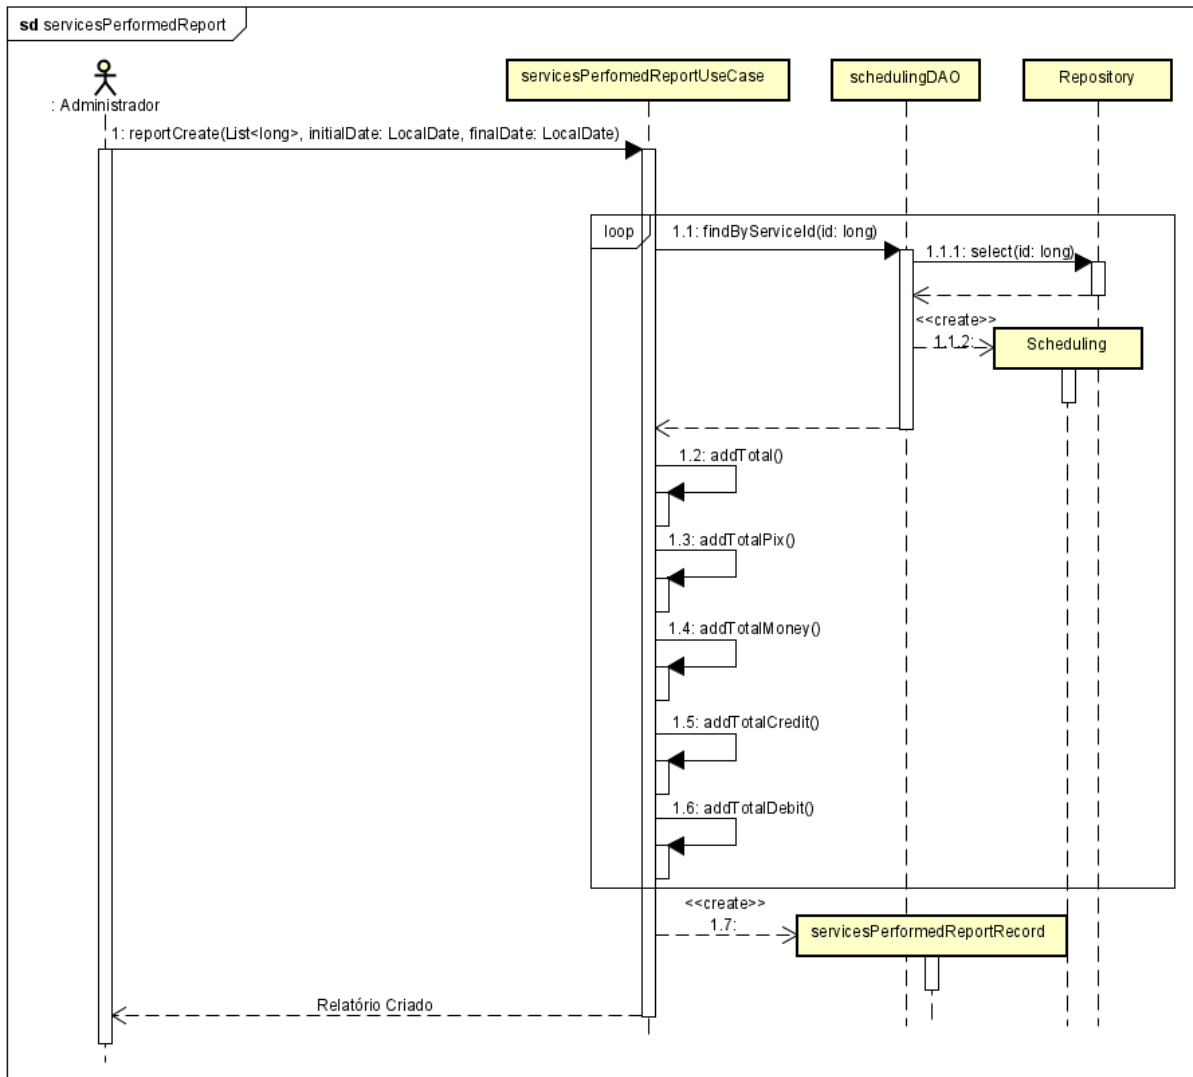 sd servicesPerformedReport
: Administrador
servicesPerfomedReportUseCase
schedulingDAO
Repository
1: reportCreate(List<long>, initialDate: LocalDate, finalDate: LocalDate)
loop
1.1: findByServiceId(id: long)
1.1.1: select(id: long)
<<create>>
1.1.2:
Scheduling
1.2: addTotal()
1.3: addTotalPix()
1.4: addTotalMoney()
1.5: addTotalCredit()
1.6: addTotalDebit()
<<create>>
1.7:
servicesPerformedReportRecord
Relatório Criado